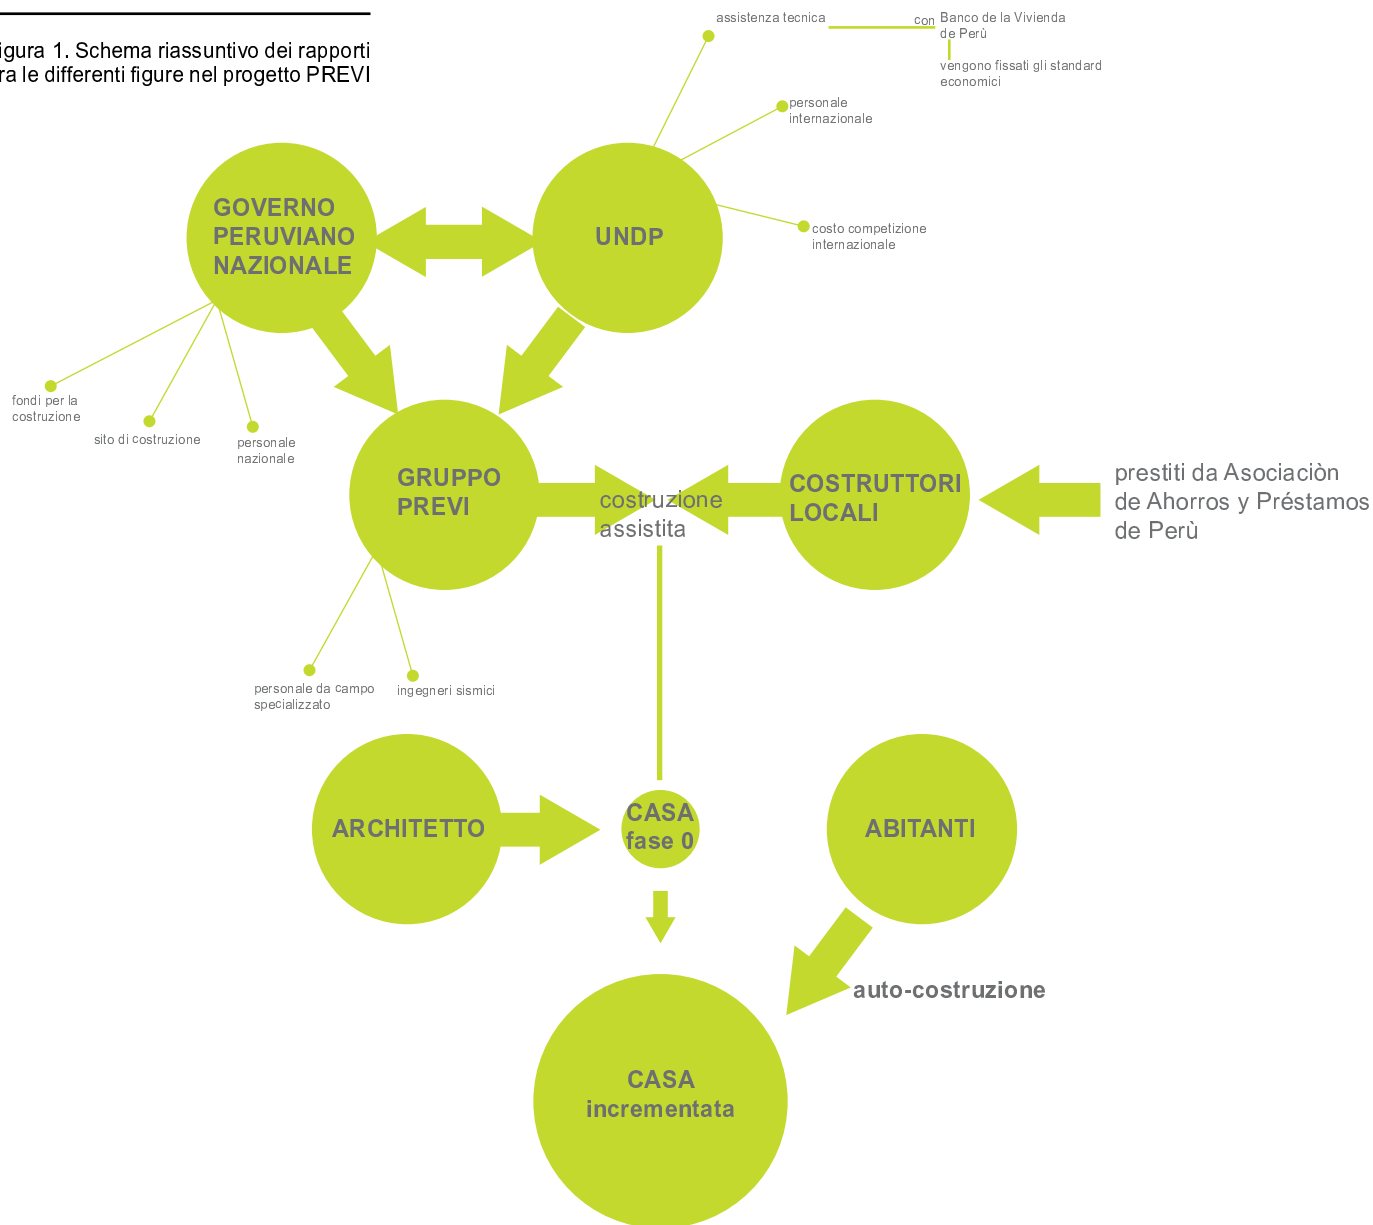 igura 1. Schema riassuntivo dei rapporti
ra le differenti figure nel progetto PREVI
assistenza tecnica
con
Banco de la Vivienda
de Perù
vengono fissati gli standard
economici
personale
internazionale
costo competizione
internazionale
GOVERNO
PERUVIANO
NAZIONALE
UNDP
fondi per la
costruzione
sito di costruzione
personale
nazionale
GRUPPO
PREVI
costruzione
assistita
COSTRUTTORI
LOCALI
prestiti da Asociaciòn
de Ahorros y Préstamos
de Perù
personale da campo
specializzato
ingegneri sismici
ARCHITETTO
CASA
fase 0
ABITANTI
auto-costruzione
CASA
incrementata